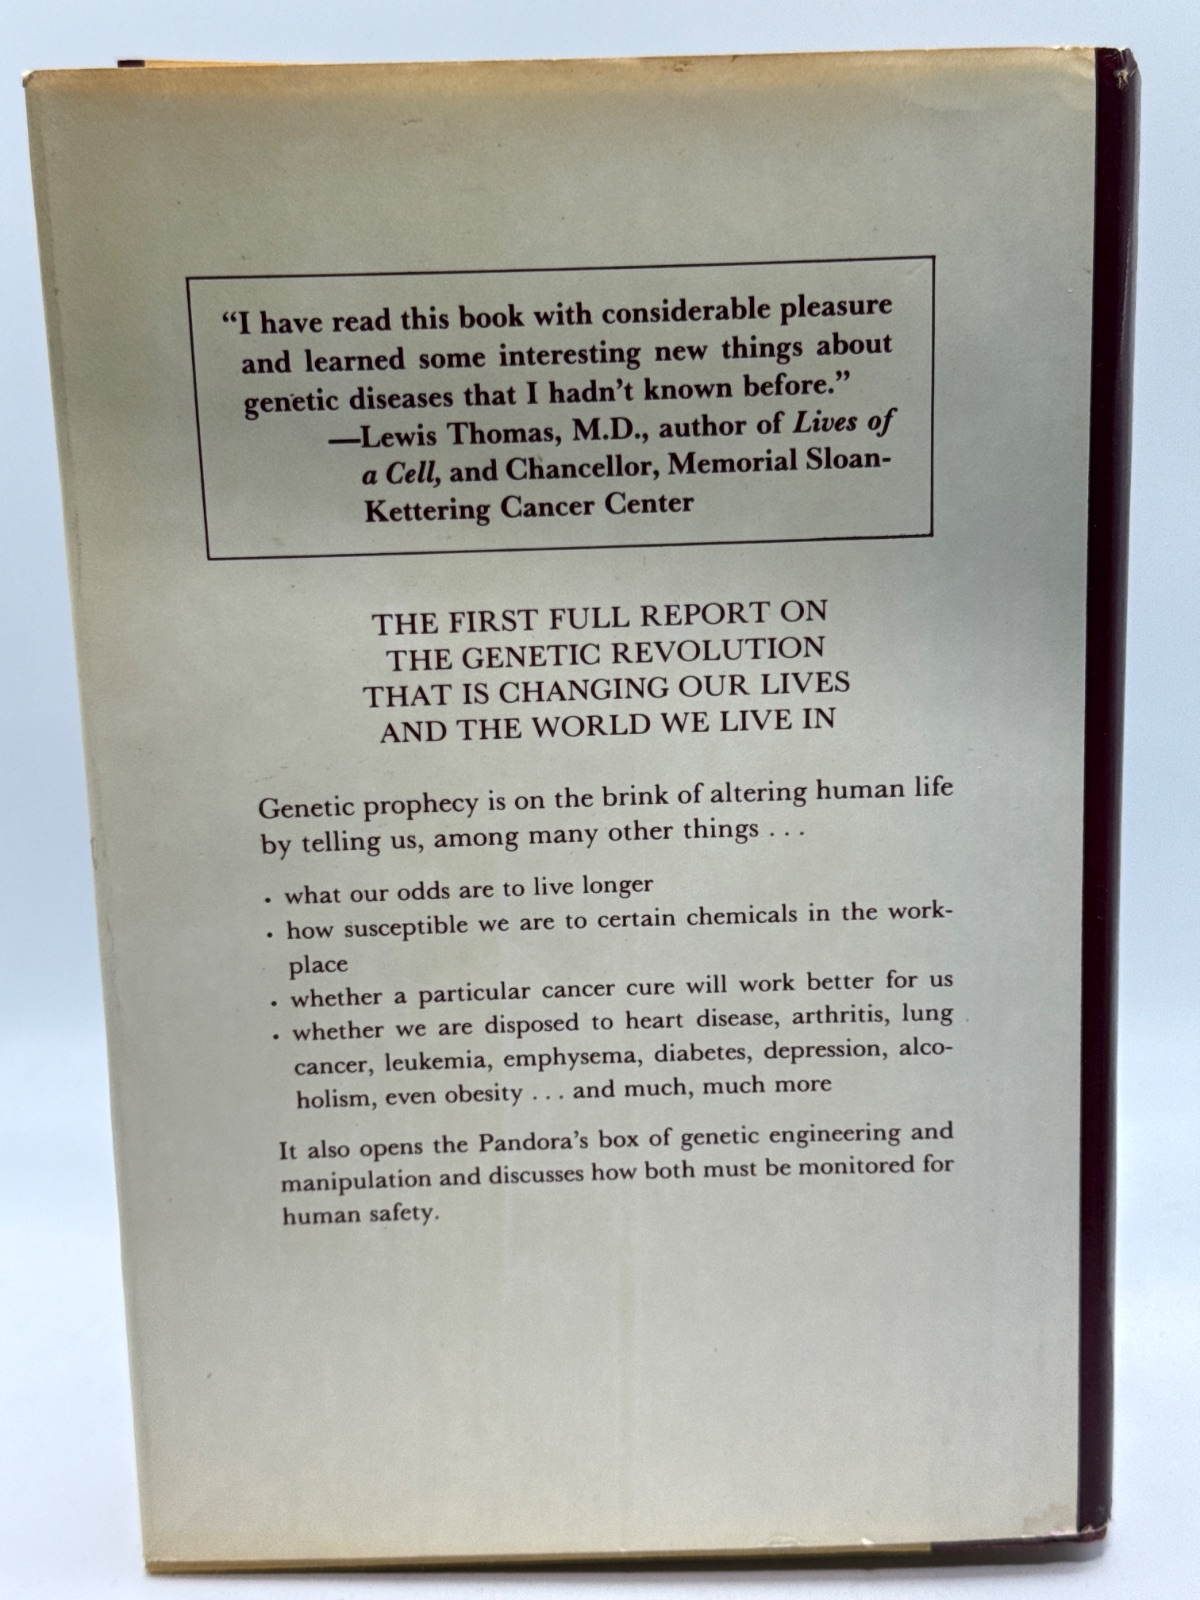 “I have read this book with considerable pleasure
and learned some interesting new things about
genetic diseases that I hadn't known before.”
—Lewis Thomas, M.D., author of Lives of
a Cell, and Chancellor, Memorial Sloan-
Kettering Cancer Center
THE FIRST FULL REPORT ON
THE GENETIC REVOLUTION
THAT IS CHANGING OUR LIVES
AND THE WORLD WE LIVE IN
Genetic prophecy is on the brink of altering human life
by telling us, among many other things . . .
• what our odds are to live longer
• how susceptible we are to certain chemicals in the work-
place
• whether a particular cancer cure will work better for us
• whether we are disposed to heart disease, arthritis, lung
cancer, leukemia, emphysema, diabetes, depression, alco-
holism, even obesity . . . and much, much more
It also opens the Pandora's box of genetic engineering and
manipulation and discusses how both must be monitored for
human safety.